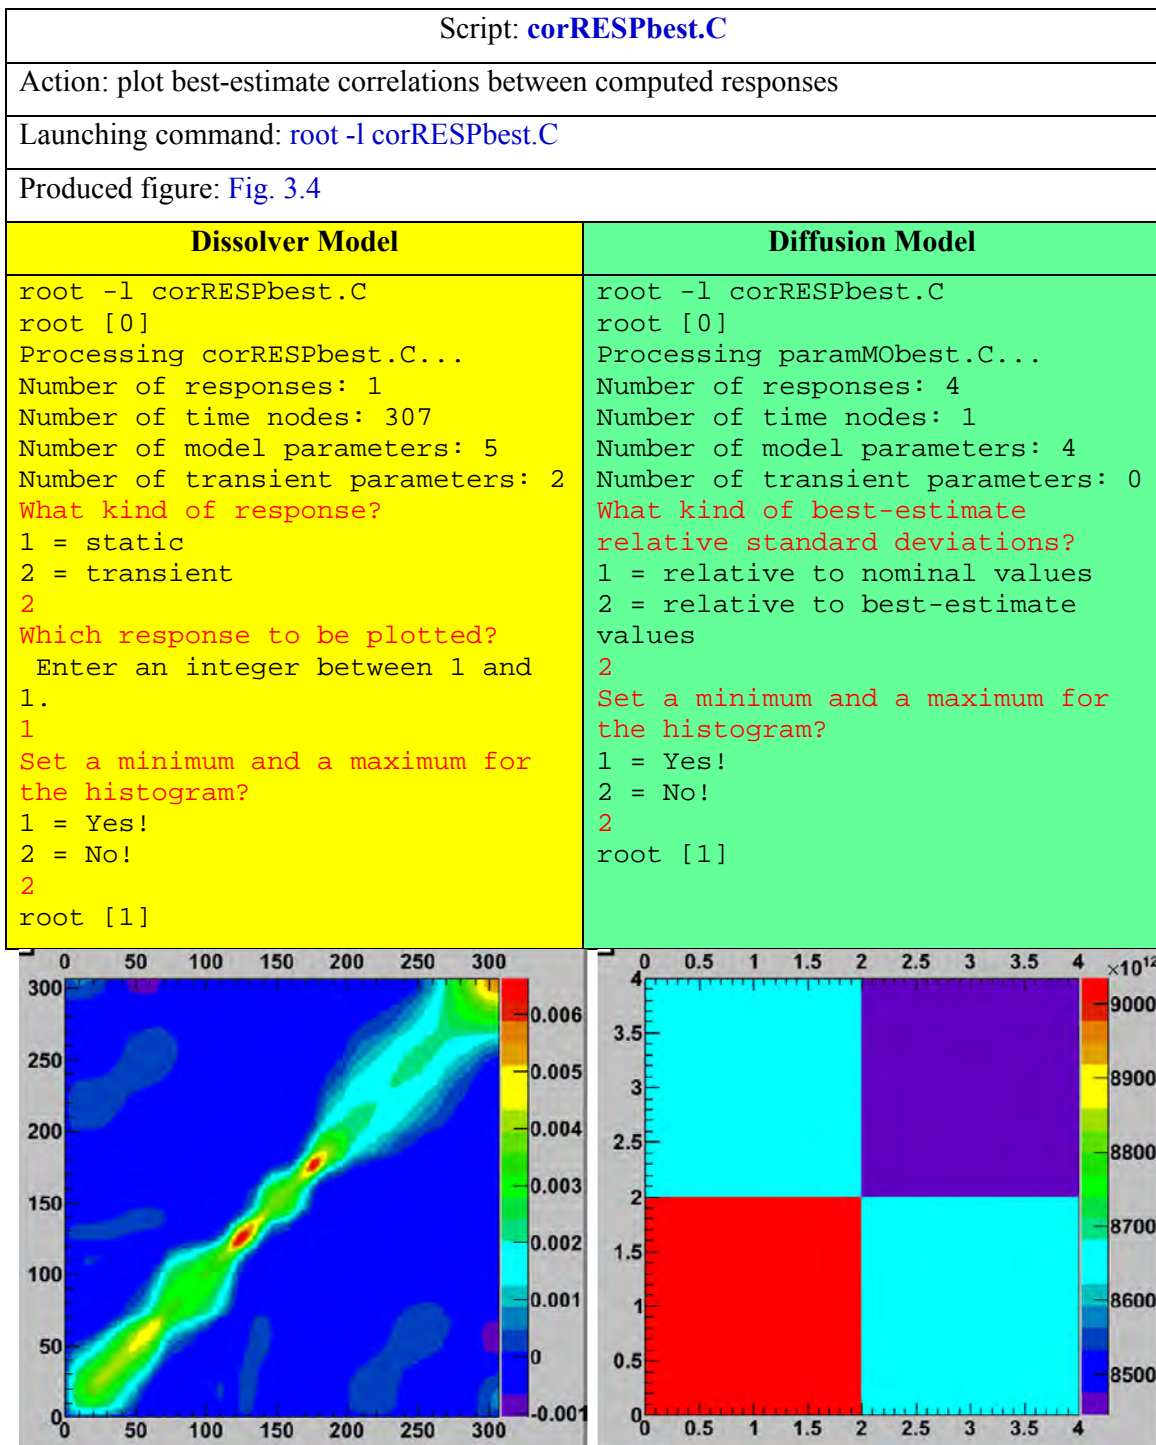 Script: corRESPbest.C
Action: plot best-estimate correlations between computed responses
Launching command: root -l corRESPbest.C
Produced figure: Fig. 3.4
Dissolver Model
root -l corRESPbest.C
root [0]
Processing corRESPbest.C...
Number of responses: 1
Number of time nodes: 307
Number of model parameters: 5
Number of transient parameters: 2
What kind of response?
1 = static
2 = transient
2
Which response to be plotted?
Enter an integer between 1 and
1.
1
Set a minimum and a maximum for
the histogram?
1 = Yes!
2 = No!
2
root [1]
Diffusion Model
root -l corRESPbest.C
root [0]
Processing paramMObest.C...
Number of responses: 4
Number of time nodes: 1
Number of model parameters: 4
Number of transient parameters: 0
What kind of best-estimate
relative standard deviations?
1 = relative to nominal values
2 = relative to best-estimate
values
2
Set a minimum and a maximum for
the histogram?
1 = Yes!
2 = No!
2
root [1]
0 50 100 150 200 250 300
300
250
200
150
100
50
0
0 50 100 150 200 250 300
0.006
0.005
0.004
0.003
0.002
0.001
0
-0.001
0 0.5 1 1.5 2 2.5 3 3.5 4
×10¹²
4
3.5
3
2.5
2
1.5
1
0.5
0
0 0.5 1 1.5 2 2.5 3 3.5 4
9000
8900
8800
8700
8600
8500